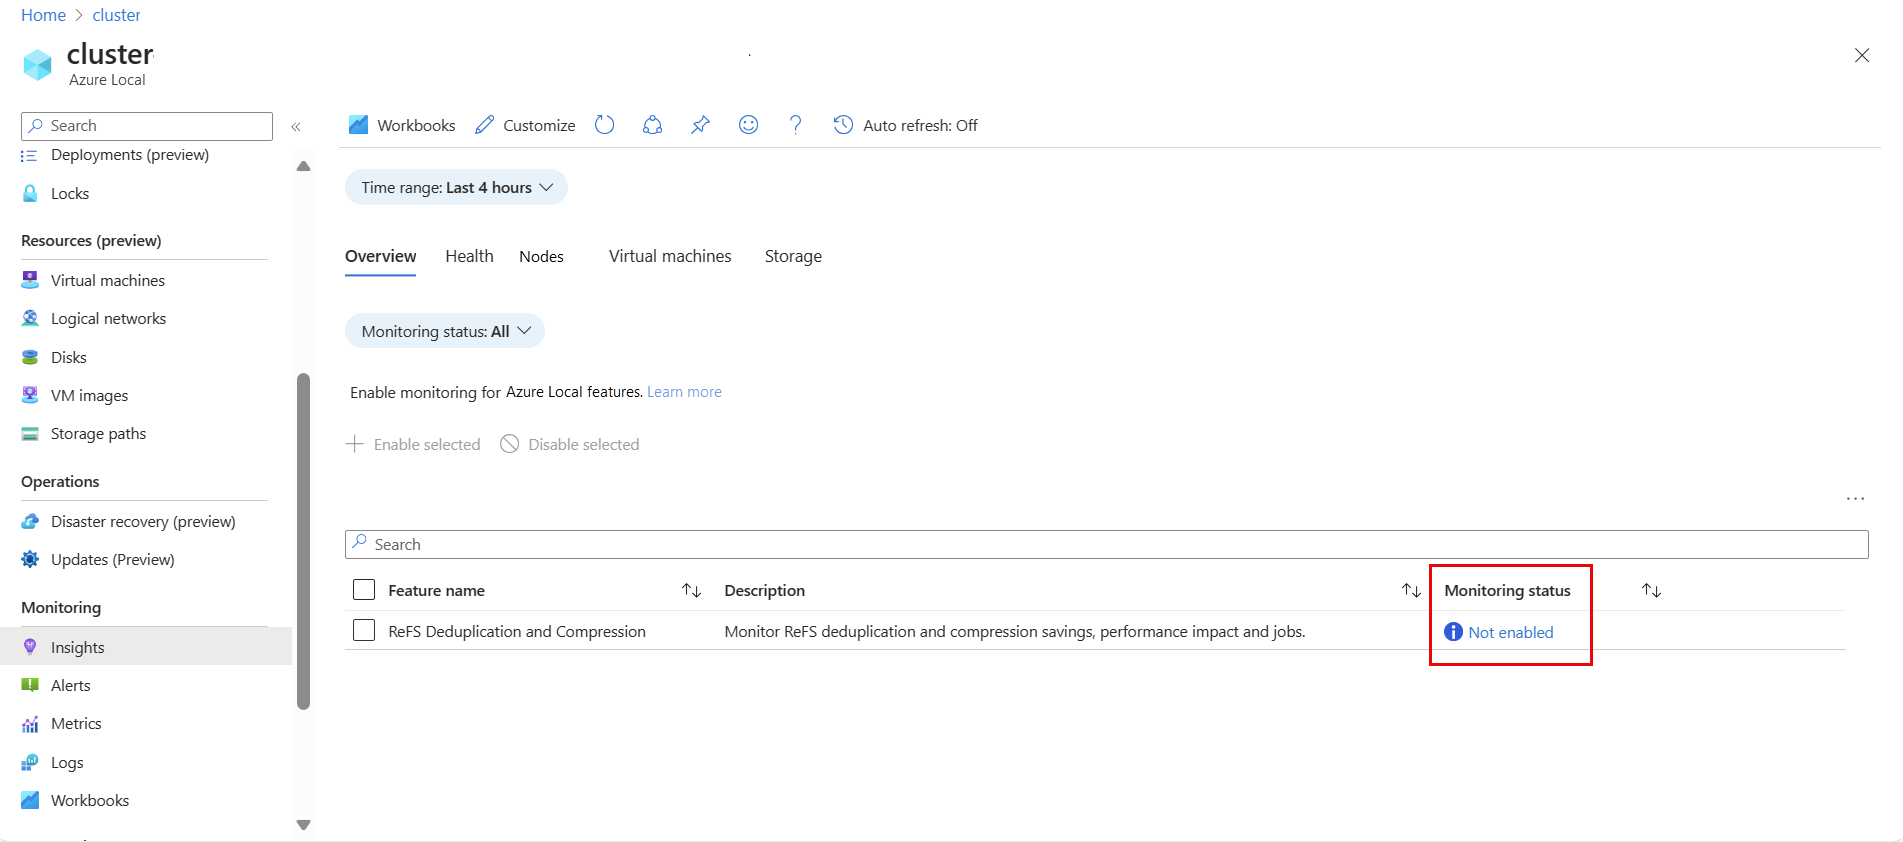 Home > cluster
cluster
Azure Local
Search
«
Deployments (preview)
Locks
Resources (preview)
Virtual machines
Logical networks
Disks
VM images
Storage paths
Operations
Disaster recovery (preview)
Updates (Preview)
Monitoring
Insights
Alerts
Metrics
Logs
Workbooks
Workbooks Customize ? Auto refresh: Off
Time range: Last 4 hours
Overview Health Nodes Virtual machines Storage
Monitoring status: All
Enable monitoring for Azure Local features. Learn more
Enable selected Disable selected
...
Search
Feature name Description Monitoring status
ReFS Deduplication and Compression Monitor ReFS deduplication and compression savings, performance impact and jobs. Not enabled